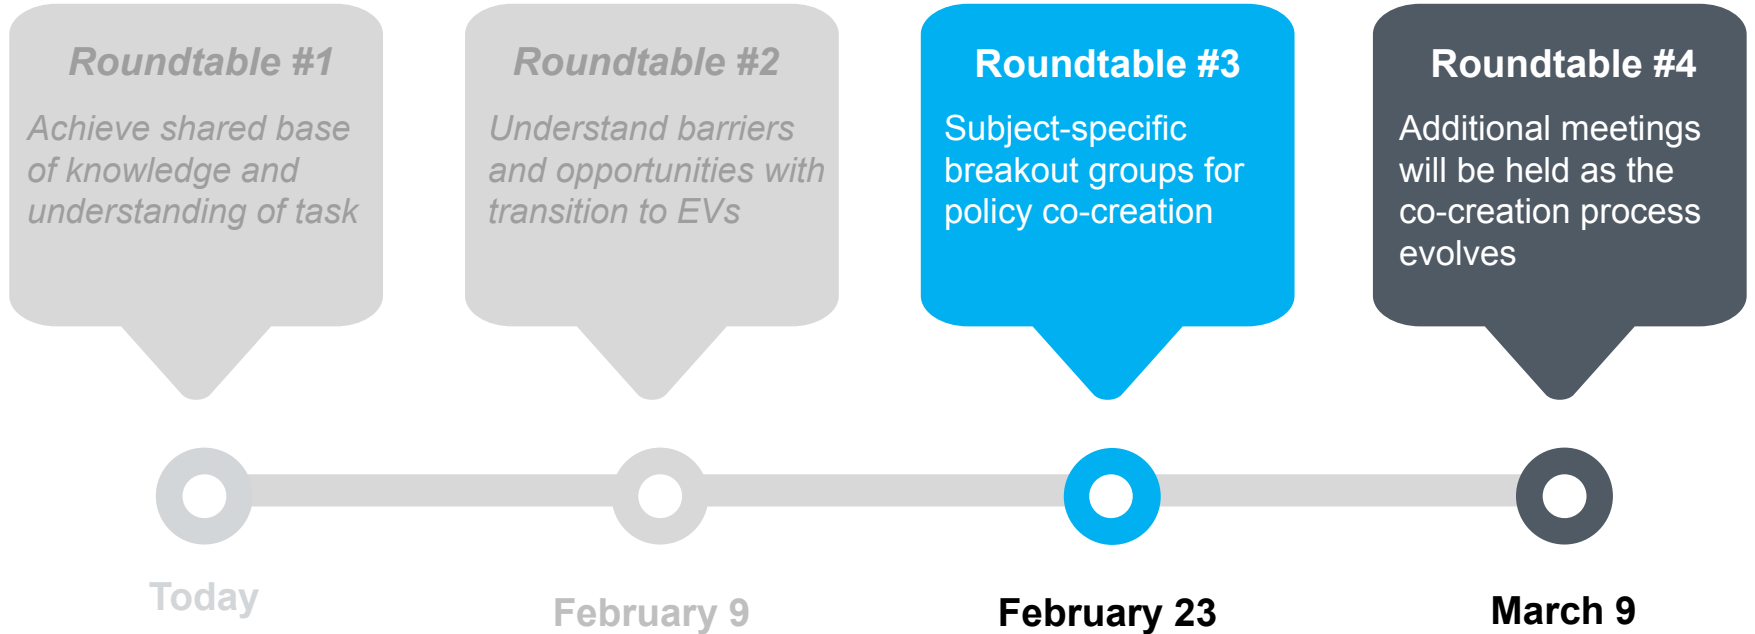 Roundtable #1
Achieve shared base
of knowledge and
understanding of task
Roundtable #2
Understand barriers
and opportunities with
transition to EVs
Roundtable #3
Subject-specific
breakout groups for
policy co-creation
Roundtable #4
Additional meetings
will be held as the
co-creation process
evolves
Today
February 9
February 23
March 9